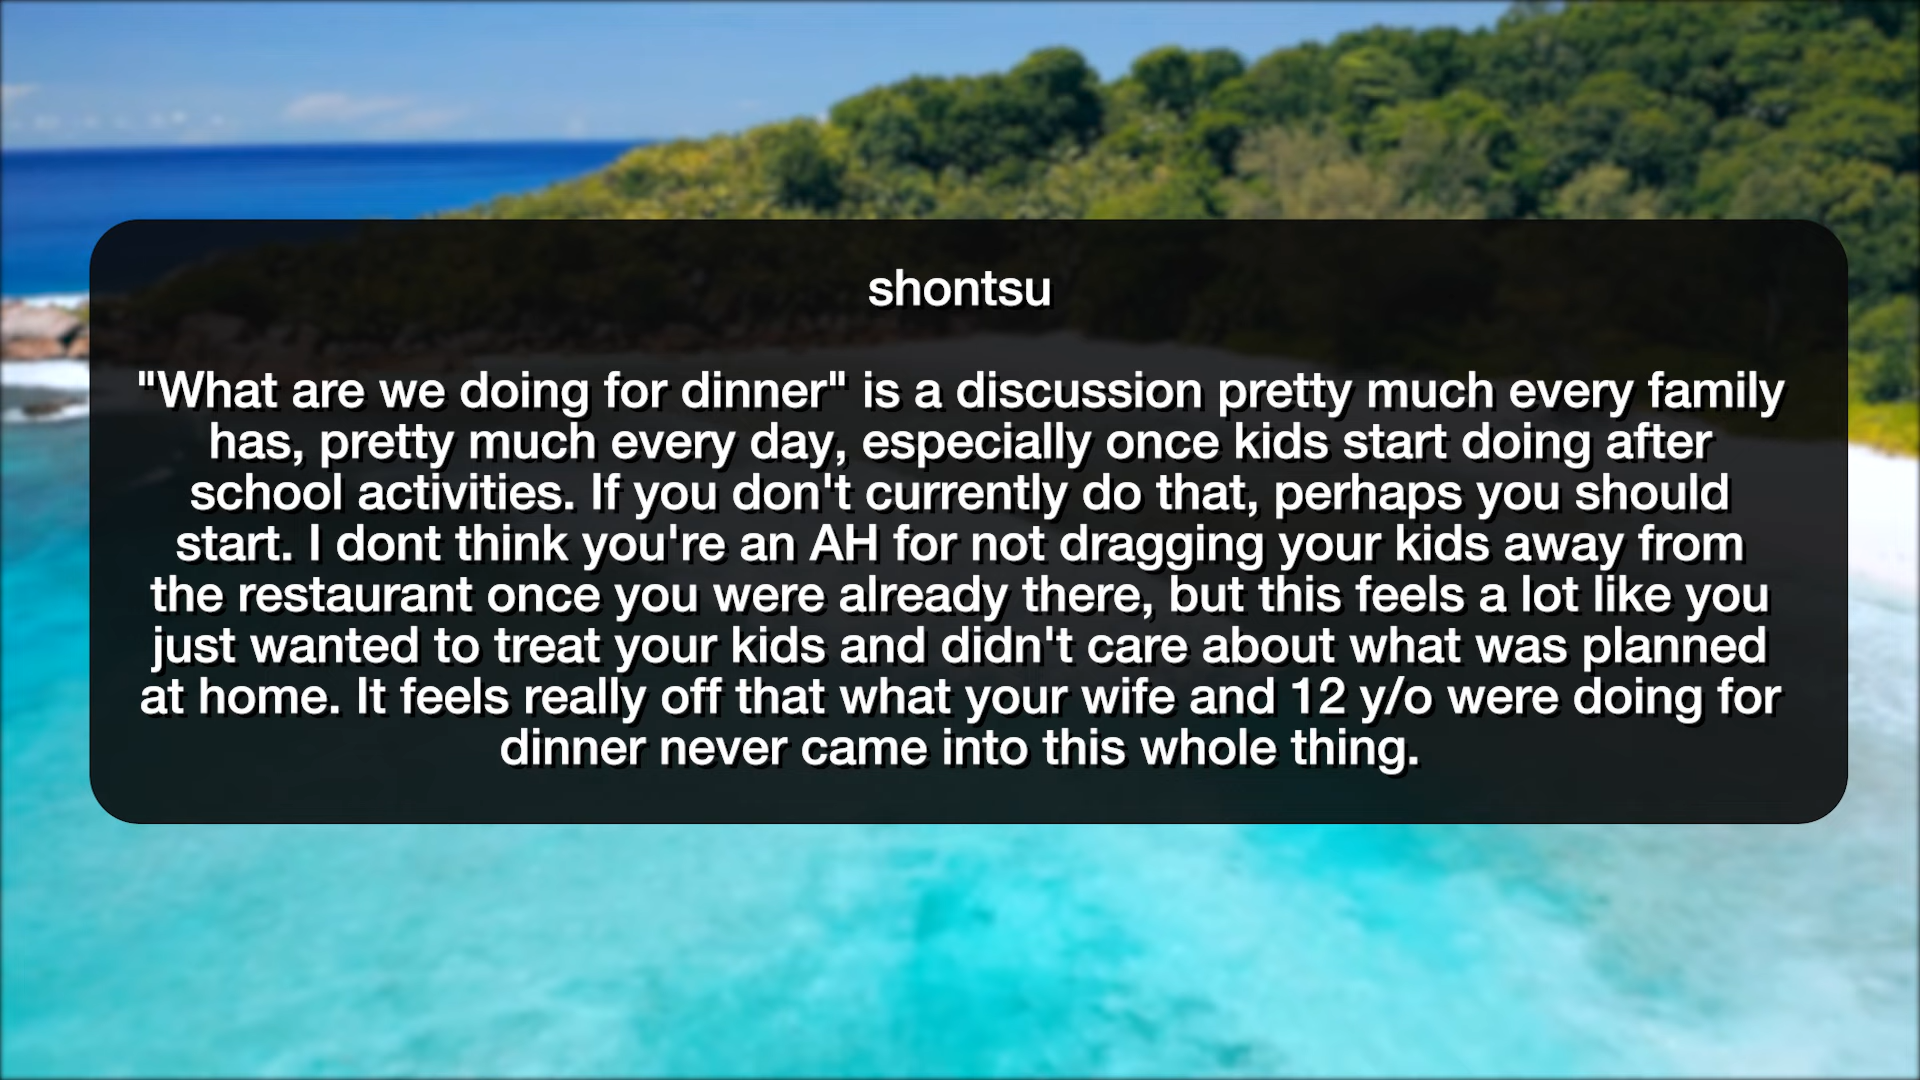 shontsu
"What are we doing for dinner" is a discussion pretty much every family
has, pretty much every day, especially once kids start doing after
school activities. If you don't currently do that, perhaps you should
start. I dont think you're an AH for not dragging your kids away from
the restaurant once you were already there, but this feels a lot like you
just wanted to treat your kids and didn't care about what was planned
at home. It feels really off that what your wife and 12 y/o were doing for
dinner never came into this whole thing.